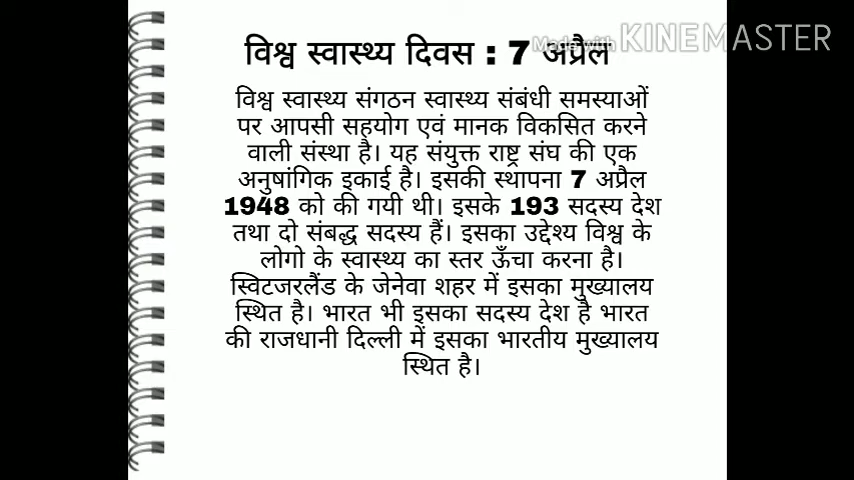 विश्व स्वास्थ्य दिवस : 7 अप्रैल
Made with KINEMASTER
विश्व स्वास्थ्य संगठन स्वास्थ्य संबंधी समस्याओं
पर आपसी सहयोग एवं मानक विकसित करने
वाली संस्था है। यह संयुक्त राष्ट्र संघ की एक
अनुषांगिक इकाई है। इसकी स्थापना 7 अप्रैल
1948 को की गयी थी। इसके 193 सदस्य देश
तथा दो संबद्ध सदस्य हैं। इसका उद्देश्य विश्व के
लोगो के स्वास्थ्य का स्तर ऊँचा करना है।
स्विटजरलैंड के जेनेवा शहर में इसका मुख्यालय
स्थित है। भारत भी इसका सदस्य देश है भारत
की राजधानी दिल्ली में इसका भारतीय मुख्यालय
स्थित है।